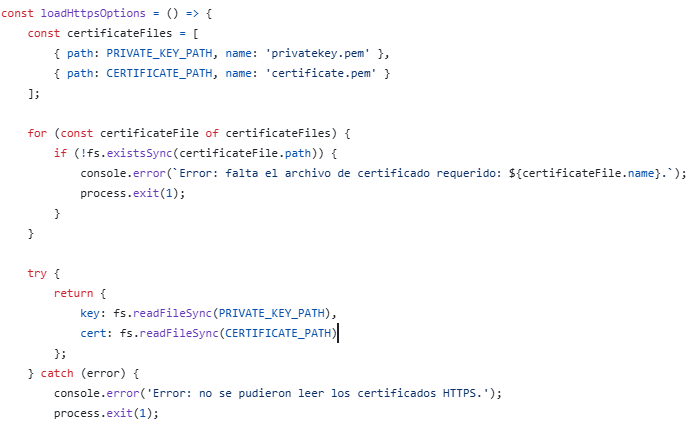 const loadHttpsOptions = () => {
    const certificateFiles = [
        { path: PRIVATE_KEY_PATH, name: 'privatekey.pem' },
        { path: CERTIFICATE_PATH, name: 'certificate.pem' }
    ];

    for (const certificateFile of certificateFiles) {
        if (!fs.existsSync(certificateFile.path)) {
            console.error(`Error: falta el archivo de certificado requerido: ${certificateFile.name}.`);
            process.exit(1);
        }
    }

    try {
        return {
            key: fs.readFileSync(PRIVATE_KEY_PATH),
            cert: fs.readFileSync(CERTIFICATE_PATH)
        };
    } catch (error) {
        console.error('Error: no se pudieron leer los certificados HTTPS.');
        process.exit(1);